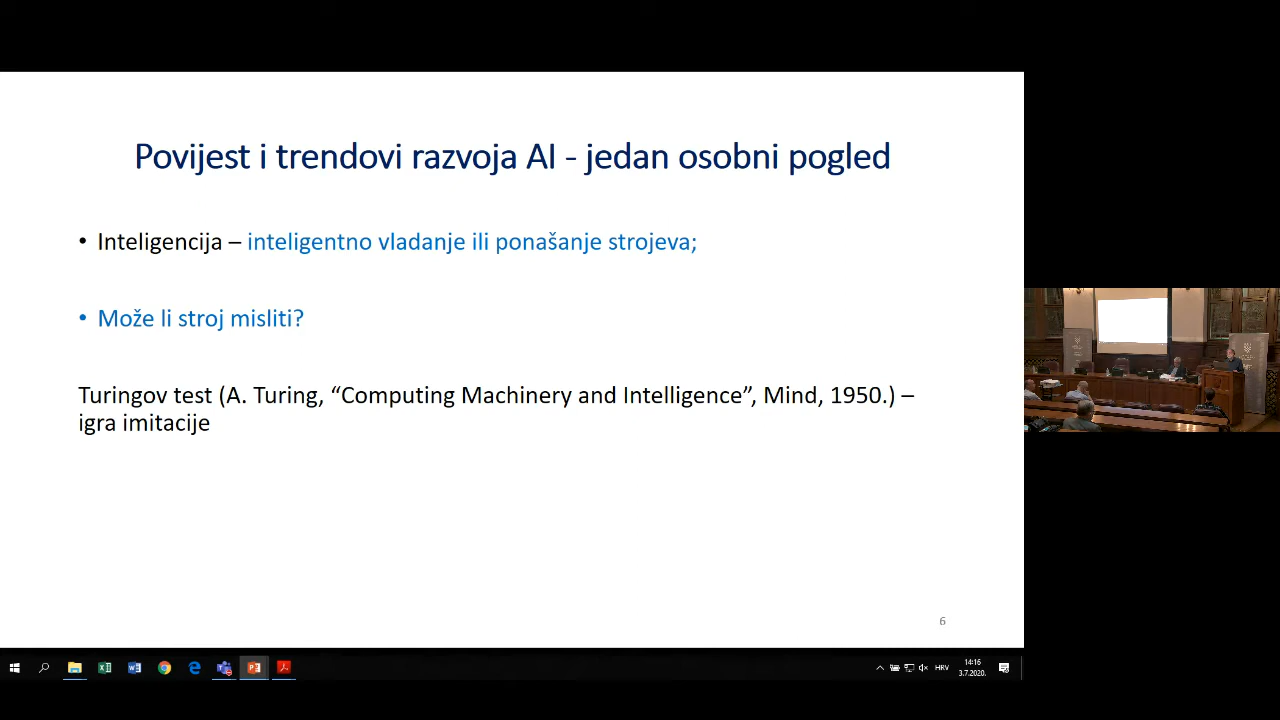 Povijest i trendovi razvoja AI - jedan osobni pogled
• Inteligencija – inteligentno vladanje ili ponašanje strojeva;
• Može li stroj misliti?
Turingov test (A. Turing, “Computing Machinery and Intelligence”, Mind, 1950.) –
igra imitacije
6
HRV
14:16
3.7.2020.